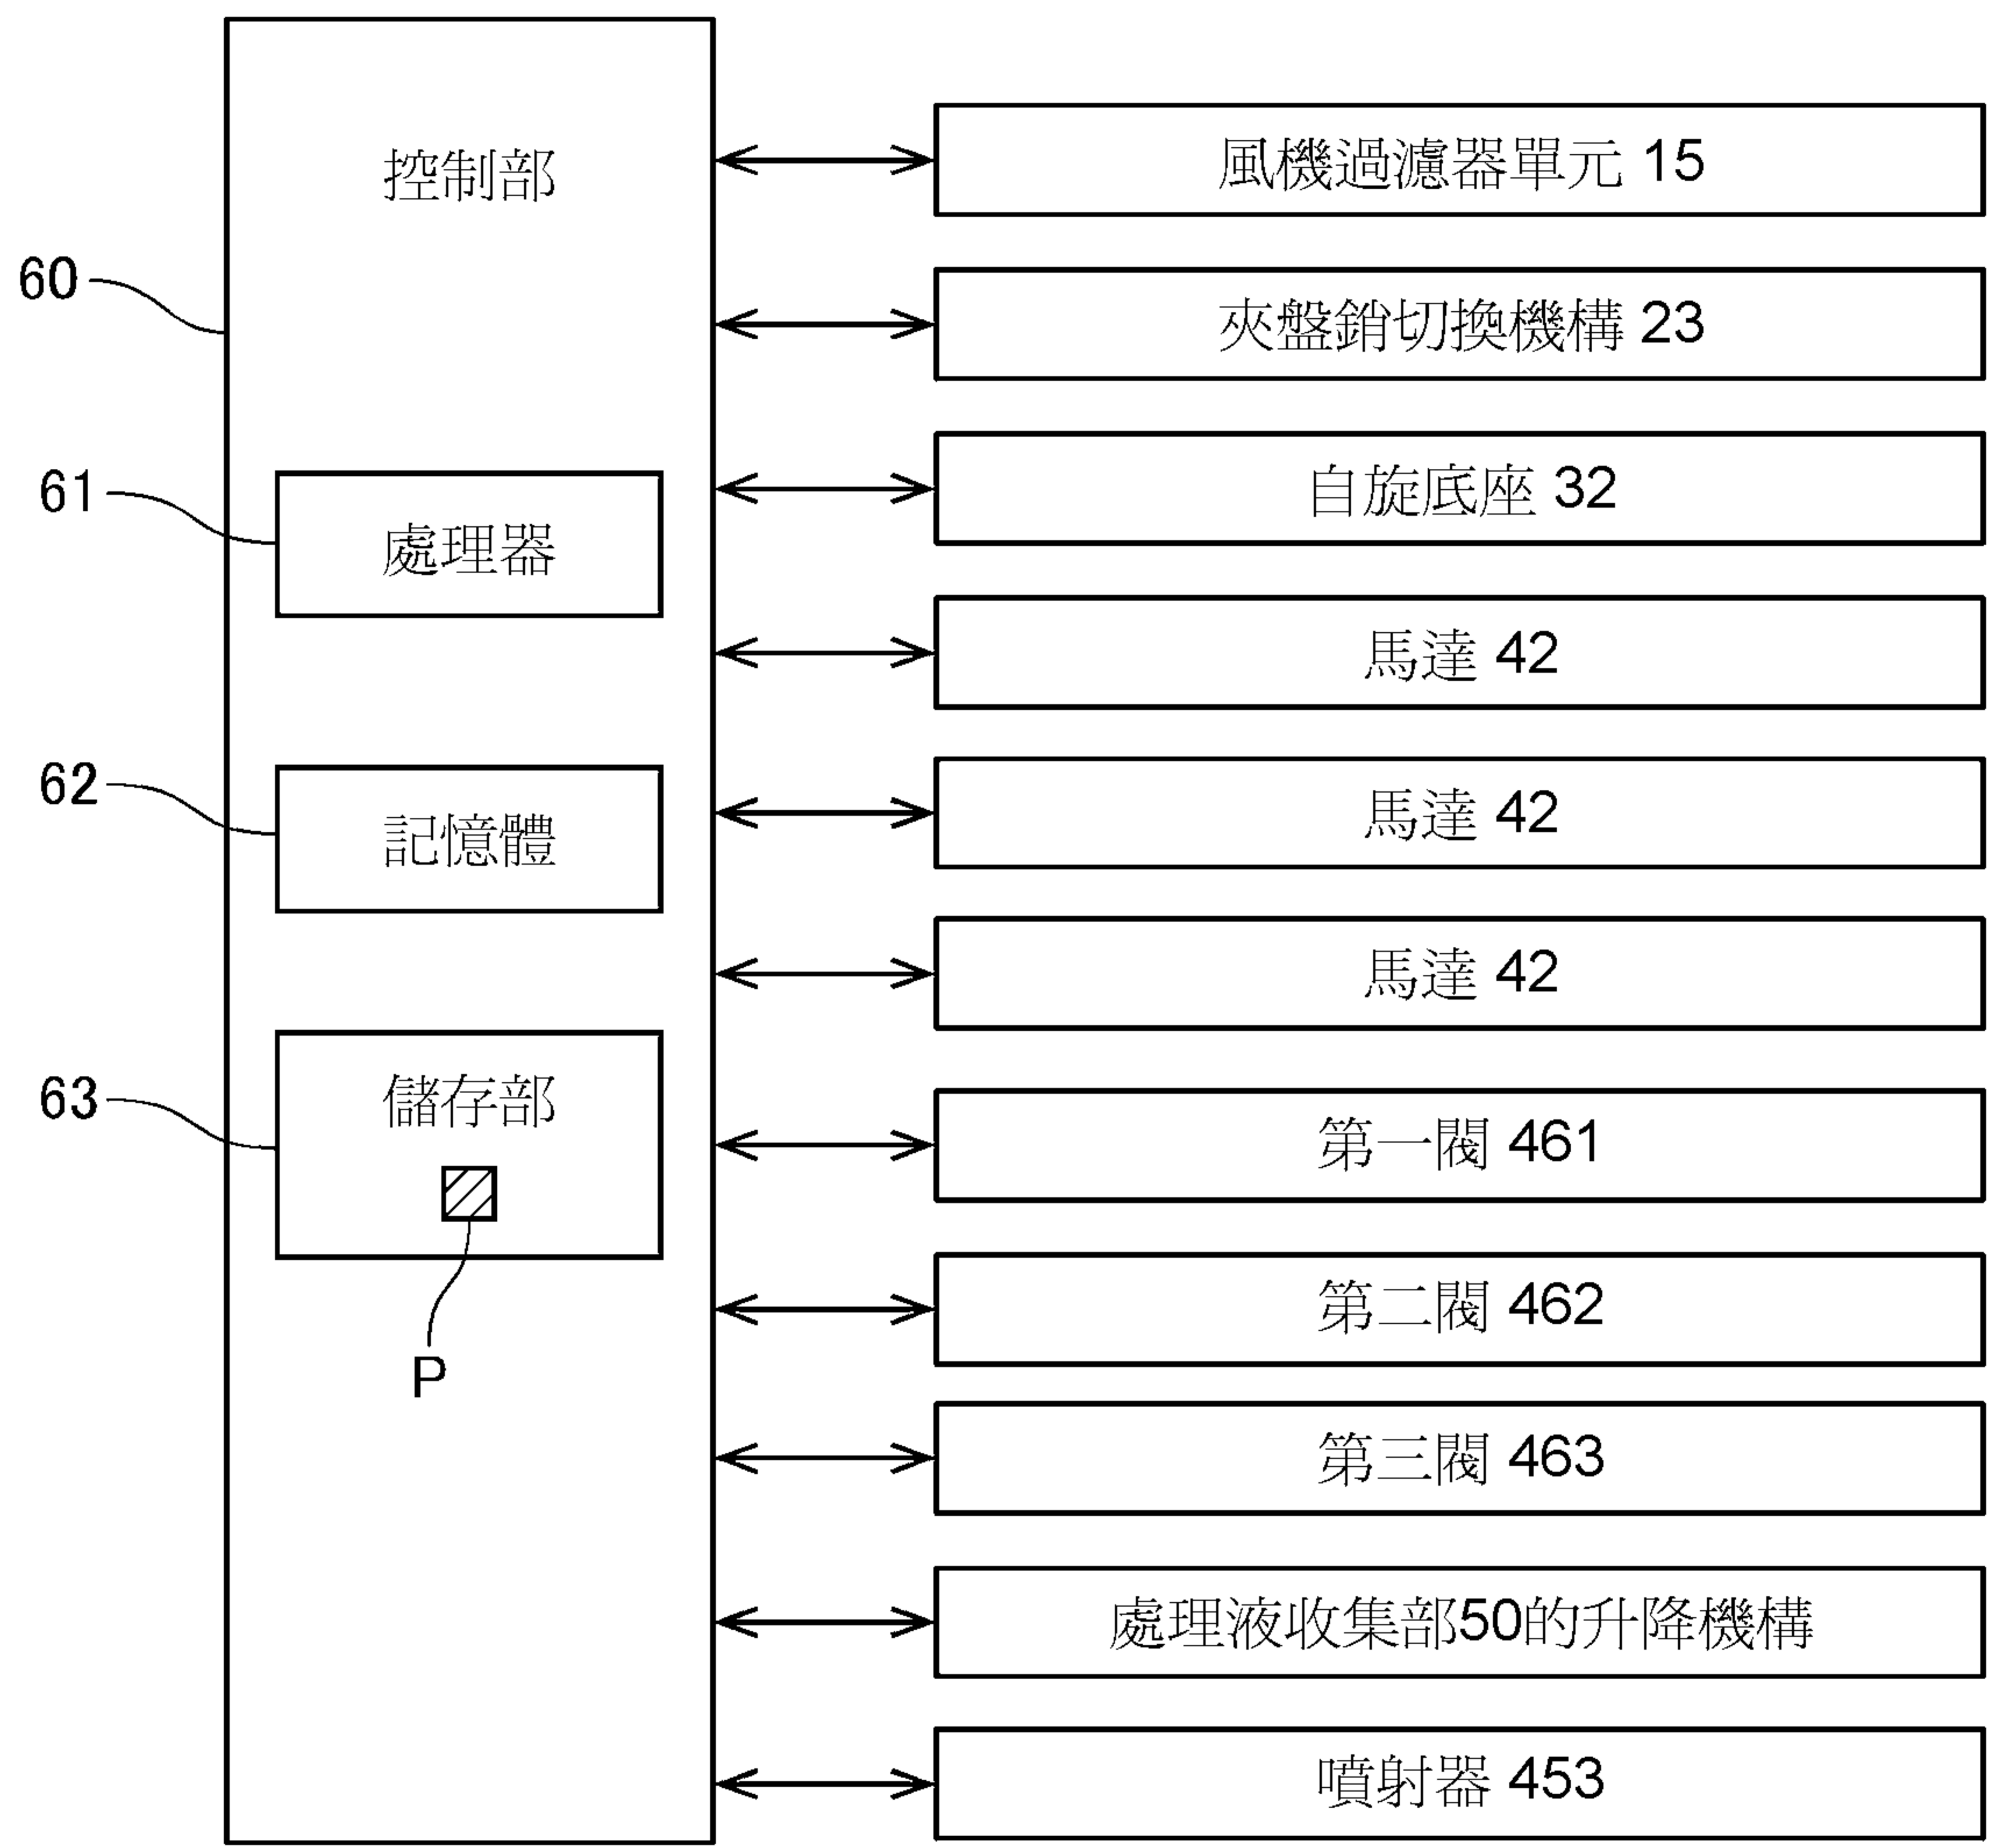 控制部
60
61
處理器
62
記憶體
63
儲存部
P
風機過濾器單元 15
夾盤銷切換機構 23
自旋底座 32
馬達 42
馬達 42
馬達 42
第一閥 461
第二閥 462
第三閥 463
處理液收集部50的升降機構
噴射器 453